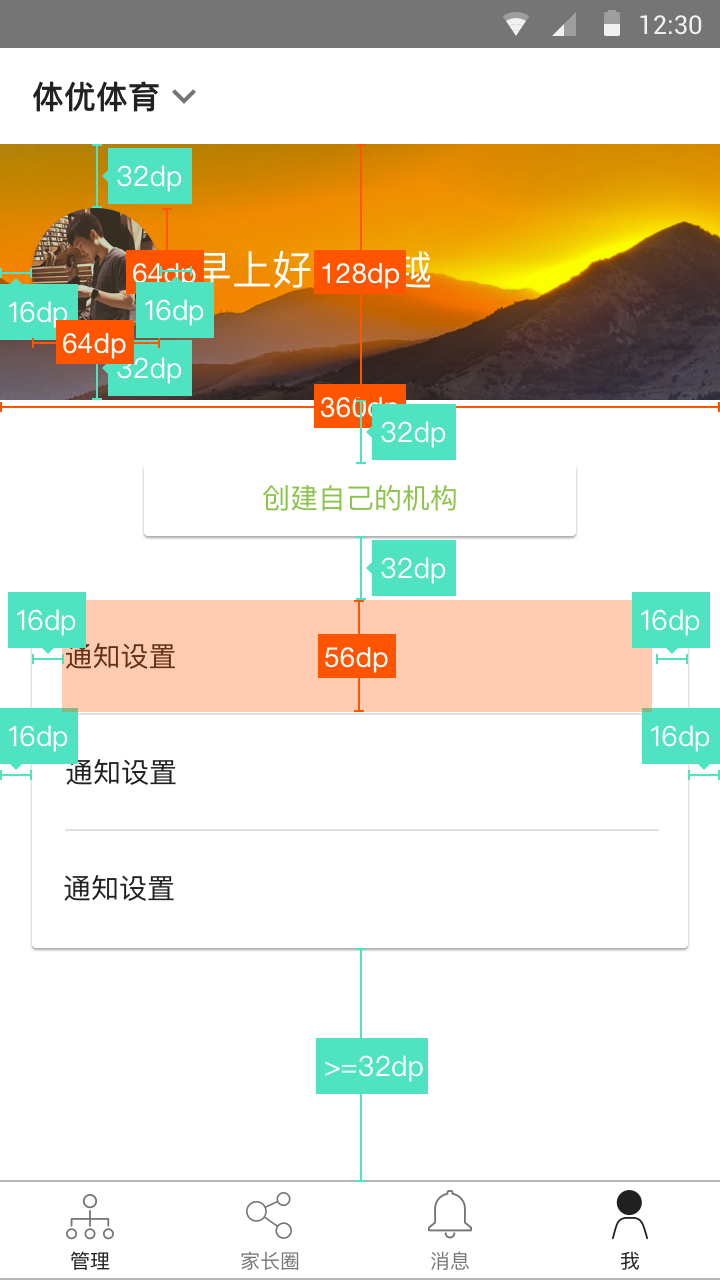 12:30
体优体育
32dp
64dp
早上好
128dp
越
16dp
16dp
64dp
32dp
360dp
32dp
创建自己的机构
32dp
16dp
16dp
通知设置
56dp
16dp
16dp
通知设置
通知设置
>=32dp
管理
家长圈
消息
我